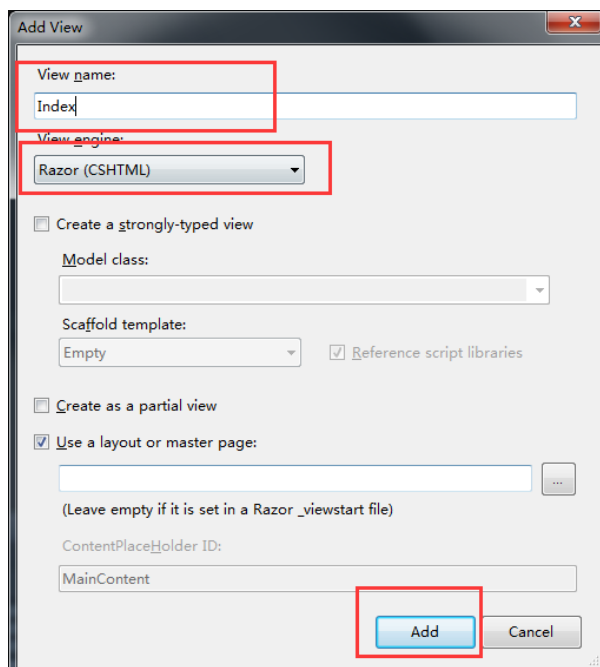 Add View
View name:
Index
View engine:
Razor (CSHTML)
Create a strongly-typed view
Model class:
Scaffold template:
Empty
Reference script libraries
Create as a partial view
Use a layout or master page:
...
(Leave empty if it is set in a Razor _viewstart file)
ContentPlaceHolder ID:
MainContent
Add
Cancel